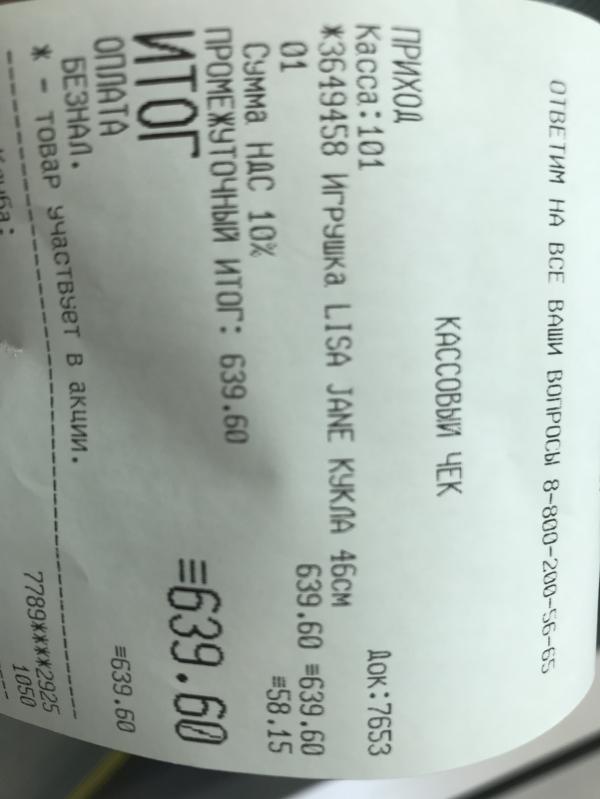 ОТВЕТИМ НА ВСЕ ВАШИ ВОПРОСЫ 8-800-200-56-65
КАССОВЫЙ ЧЕК
ПРИХОД
Касса:101 Док:7653
*3649458 ИГРУШКА LISA JANE КУКЛА 46СМ
01 639.60 ≡639.60
Сумма НДС 10% ≡58.15
ПРОМЕЖУТОЧНЫЙ ИТОГ: 639.60
ИТОГ ≡639.60
ОПЛАТА
БЕЗНАЛ. ≡639.60
* - товар участвует в акции.
7789****2925
1050